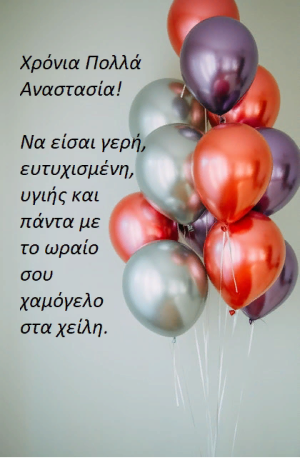 Χρόνια Πολλά
Αναστασία!
Να είσαι γερή,
ευτυχισμένη,
υγιής και
πάντα με
το ωραίο
σου
χαμόγελο
στα χείλη.